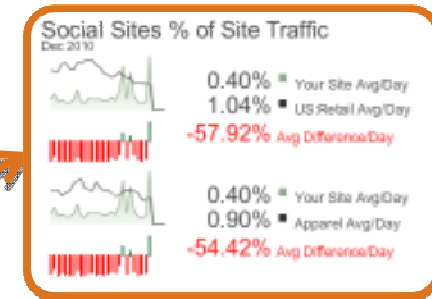 Social Sites % of Site Traffic
Dec 2010
0.40% Your Site Avg/Day
1.04% US:Retail Avg/Day
-57.92% Avg Difference/Day
0.40% Your Site Avg/Day
0.90% Apparel Avg/Day
-54.42% Avg Difference/Day